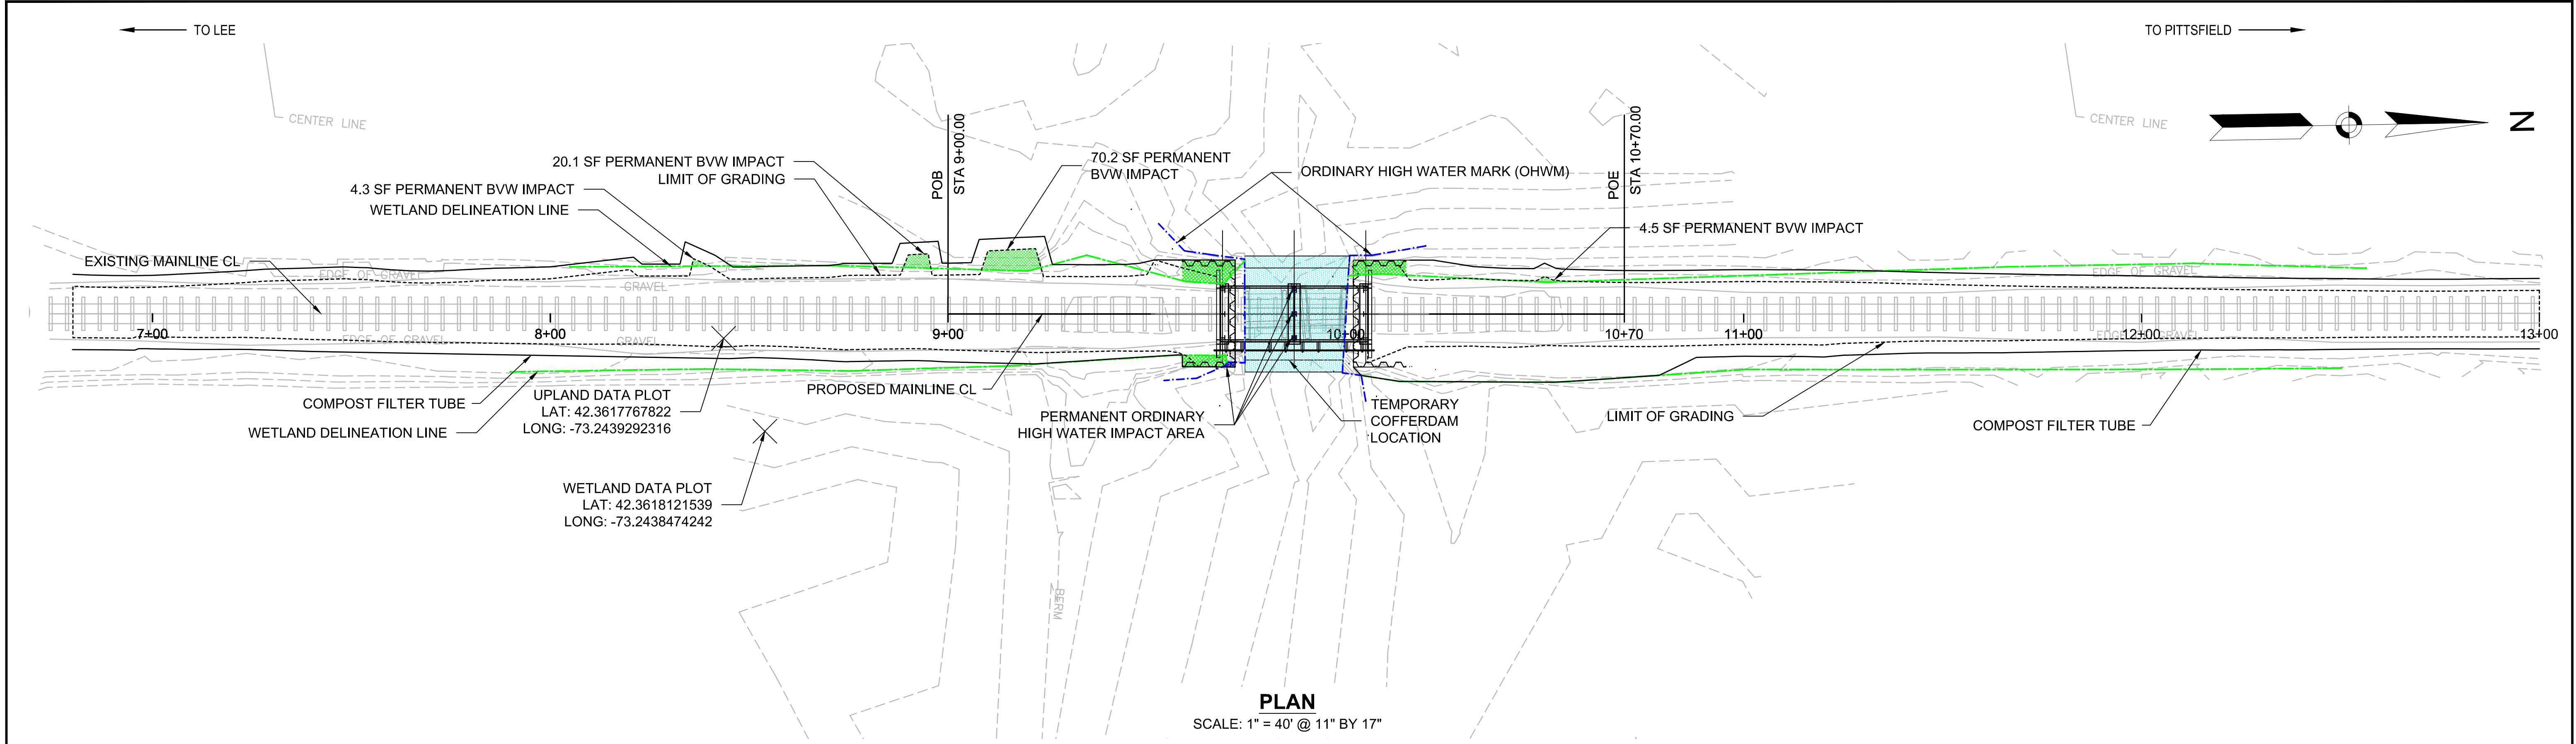 TO LEE
TO PITTSFIELD
CENTER LINE
CENTER LINE
N
POB
STA 9+00.00
POE
STA 10+70.00
20.1 SF PERMANENT BVW IMPACT
LIMIT OF GRADING
4.3 SF PERMANENT BVW IMPACT
WETLAND DELINEATION LINE
70.2 SF PERMANENT
BVW IMPACT
ORDINARY HIGH WATER MARK (OHWM)
4.5 SF PERMANENT BVW IMPACT
EXISTING MAINLINE CL
EDGE OF GRAVEL
GRAVEL
EDGE OF GRAVEL
7+00
8+00
9+00
10+00
10+70
11+00
12+00
13+00
EDGE OF GRAVEL
GRAVEL
EDGE OF GRAVEL
COMPOST FILTER TUBE
WETLAND DELINEATION LINE
UPLAND DATA PLOT
LAT: 42.3617767822
LONG: -73.2439292316
PROPOSED MAINLINE CL
PERMANENT ORDINARY
HIGH WATER IMPACT AREA
TEMPORARY
COFFERDAM
LOCATION
LIMIT OF GRADING
COMPOST FILTER TUBE
WETLAND DATA PLOT
LAT: 42.3618121539
LONG: -73.2438474242
BERM
PLAN
SCALE: 1" = 40' @ 11" BY 17"